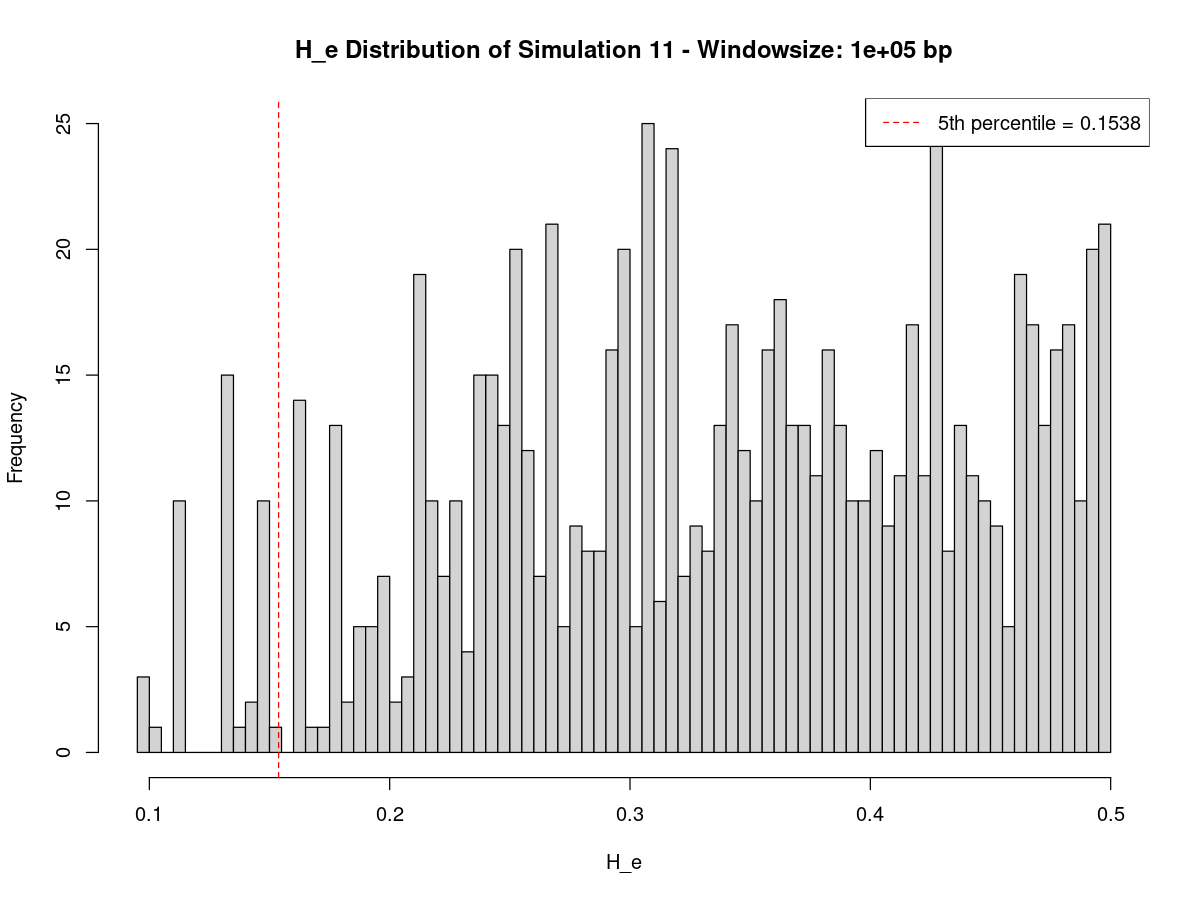 H_e Distribution of Simulation 11 - Windowsize: 1e+05 bp
5th percentile = 0.1538
Frequency
25
20
15
10
5
0
0.1 0.2 0.3 0.4 0.5
H_e